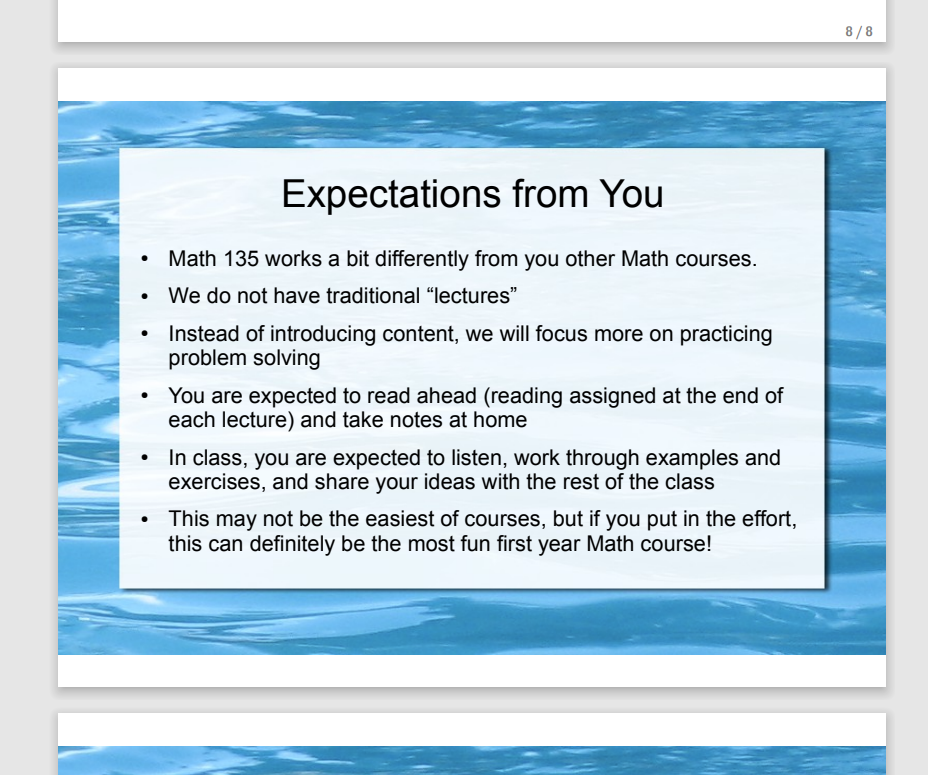 8 / 8
Expectations from You
• Math 135 works a bit differently from you other Math courses.
• We do not have traditional “lectures”
• Instead of introducing content, we will focus more on practicing
problem solving
• You are expected to read ahead (reading assigned at the end of
each lecture) and take notes at home
• In class, you are expected to listen, work through examples and
exercises, and share your ideas with the rest of the class
• This may not be the easiest of courses, but if you put in the effort,
this can definitely be the most fun first year Math course!